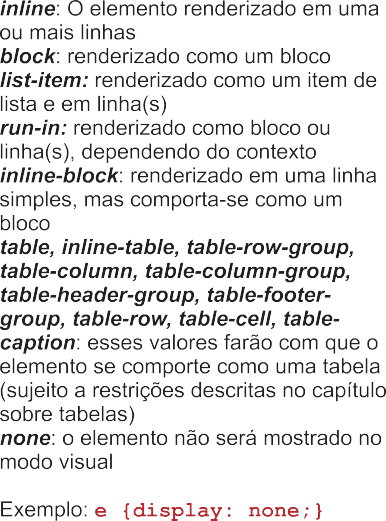 inline: O elemento renderizado em uma
ou mais linhas
block: renderizado como um bloco
list-item: renderizado como um item de
lista e em linha(s)
run-in: renderizado como bloco ou
linha(s), dependendo do contexto
inline-block: renderizado em uma linha
simples, mas comporta-se como um
bloco
table, inline-table, table-row-group,
table-column, table-column-group,
table-header-group, table-footer-
group, table-row, table-cell, table-
caption: esses valores farão com que o
elemento se comporte como uma tabela
(sujeito a restrições descritas no capítulo
sobre tabelas)
none: o elemento não será mostrado no
modo visual
Exemplo: e {display: none;}